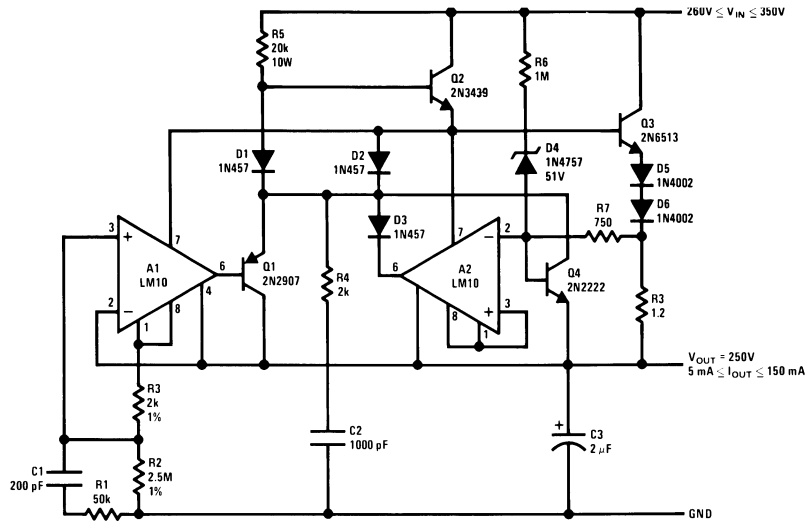 260V ≤ VIN ≤ 350V
R5
20k
10W
R6
1M
Q2
2N3439
Q3
2N6513
D1
1N457
D2
1N457
D4
1N4757
51V
D5
1N4002
D6
1N4002
R7
750
D3
1N457
3
+
7
A1
LM10
6
2
−
1
8
4
Q1
2N2907
R4
2k
7
−
2
6
A2
LM10
+
3
8
1
Q4
2N2222
R3
1.2
VOUT = 250V
5 mA ≤ IOUT ≤ 150 mA
R3
2k
1%
C1
200 pF
R2
2.5M
1%
R1
50k
C2
1000 pF
+
C3
2 μF
GND